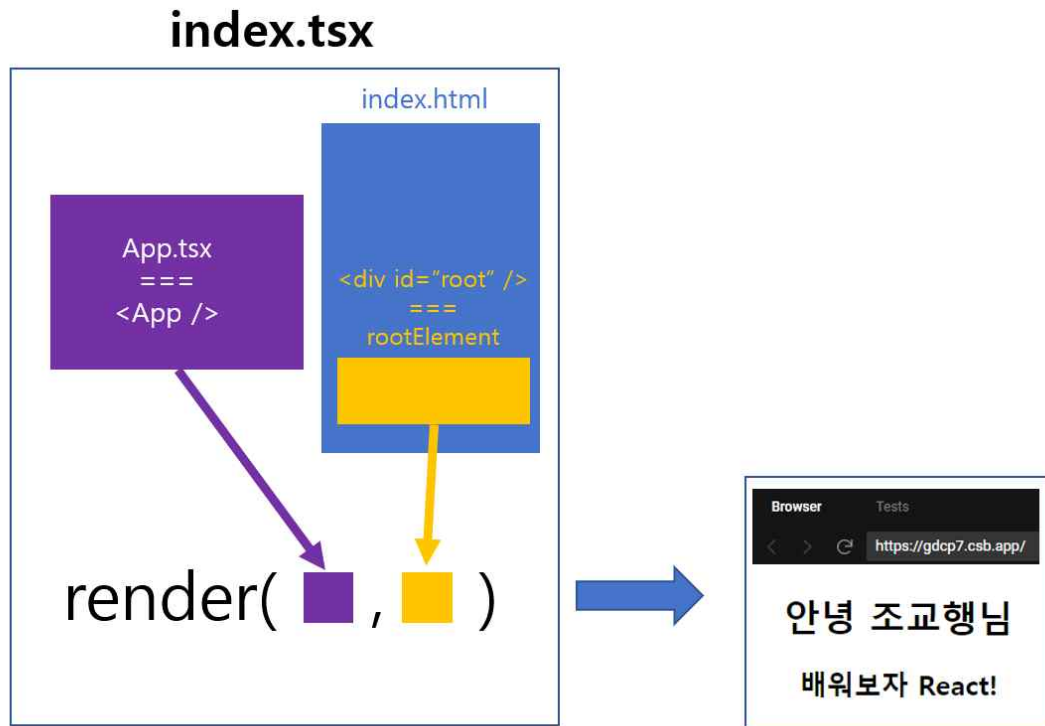 index.tsx
index.html
App.tsx
===
<App />
<div id=“root” />
===
rootElement
render( , )
Browser Tests
https://gdcp7.csb.app/
안녕 조교행님
배워보자 React!